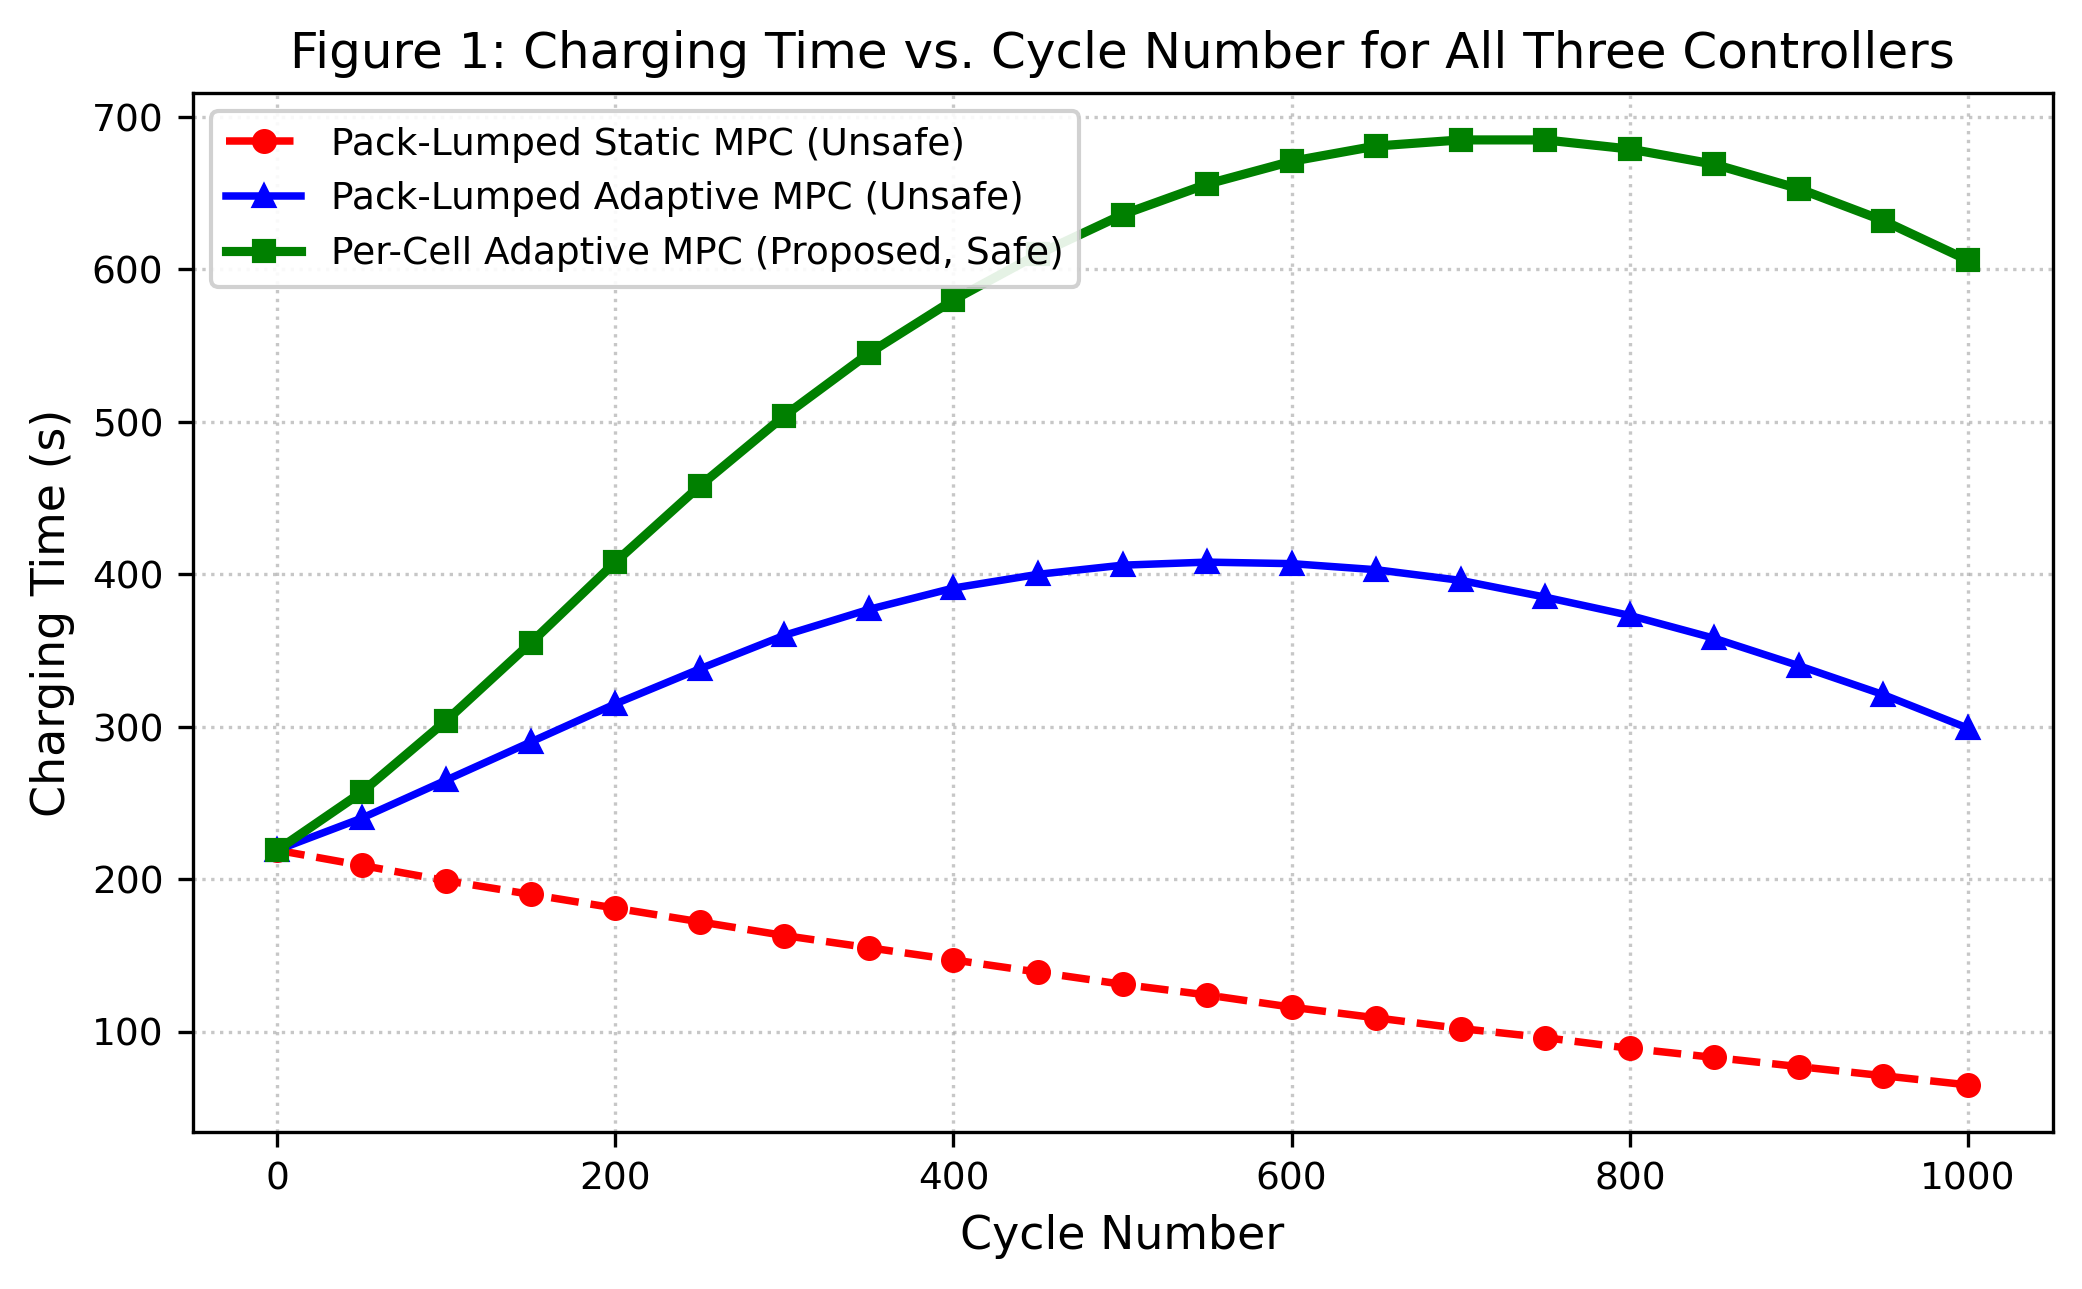 Figure 1: Charging Time vs. Cycle Number for All Three Controllers
Pack-Lumped Static MPC (Unsafe)
Pack-Lumped Adaptive MPC (Unsafe)
Per-Cell Adaptive MPC (Proposed, Safe)
Charging Time (s)
700
600
500
400
300
200
100
0 200 400 600 800 1000
Cycle Number